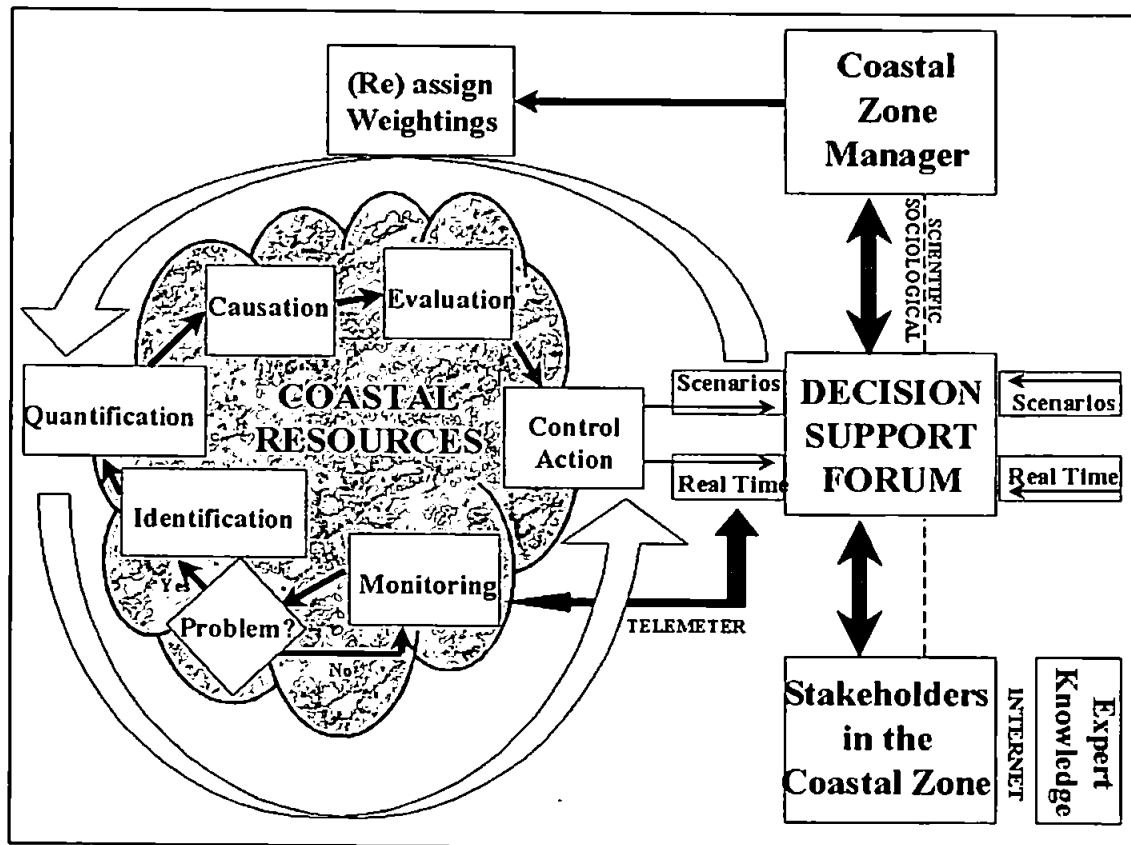 (Re) assign
Weightings
Coastal
Zone
Manager
SCIENTIFIC
SOCIOLOGICAL
Causation
Evaluation
Quantification
COASTAL
RESOURCES
Control
Action
Scenarios
Real Time
DECISION
SUPPORT
FORUM
Scenarios
Real Time
Identification
Monitoring
Yes
Problem?
No
TELEMETER
Stakeholders
in the
Coastal Zone
INTERNET
Expert
Knowledge